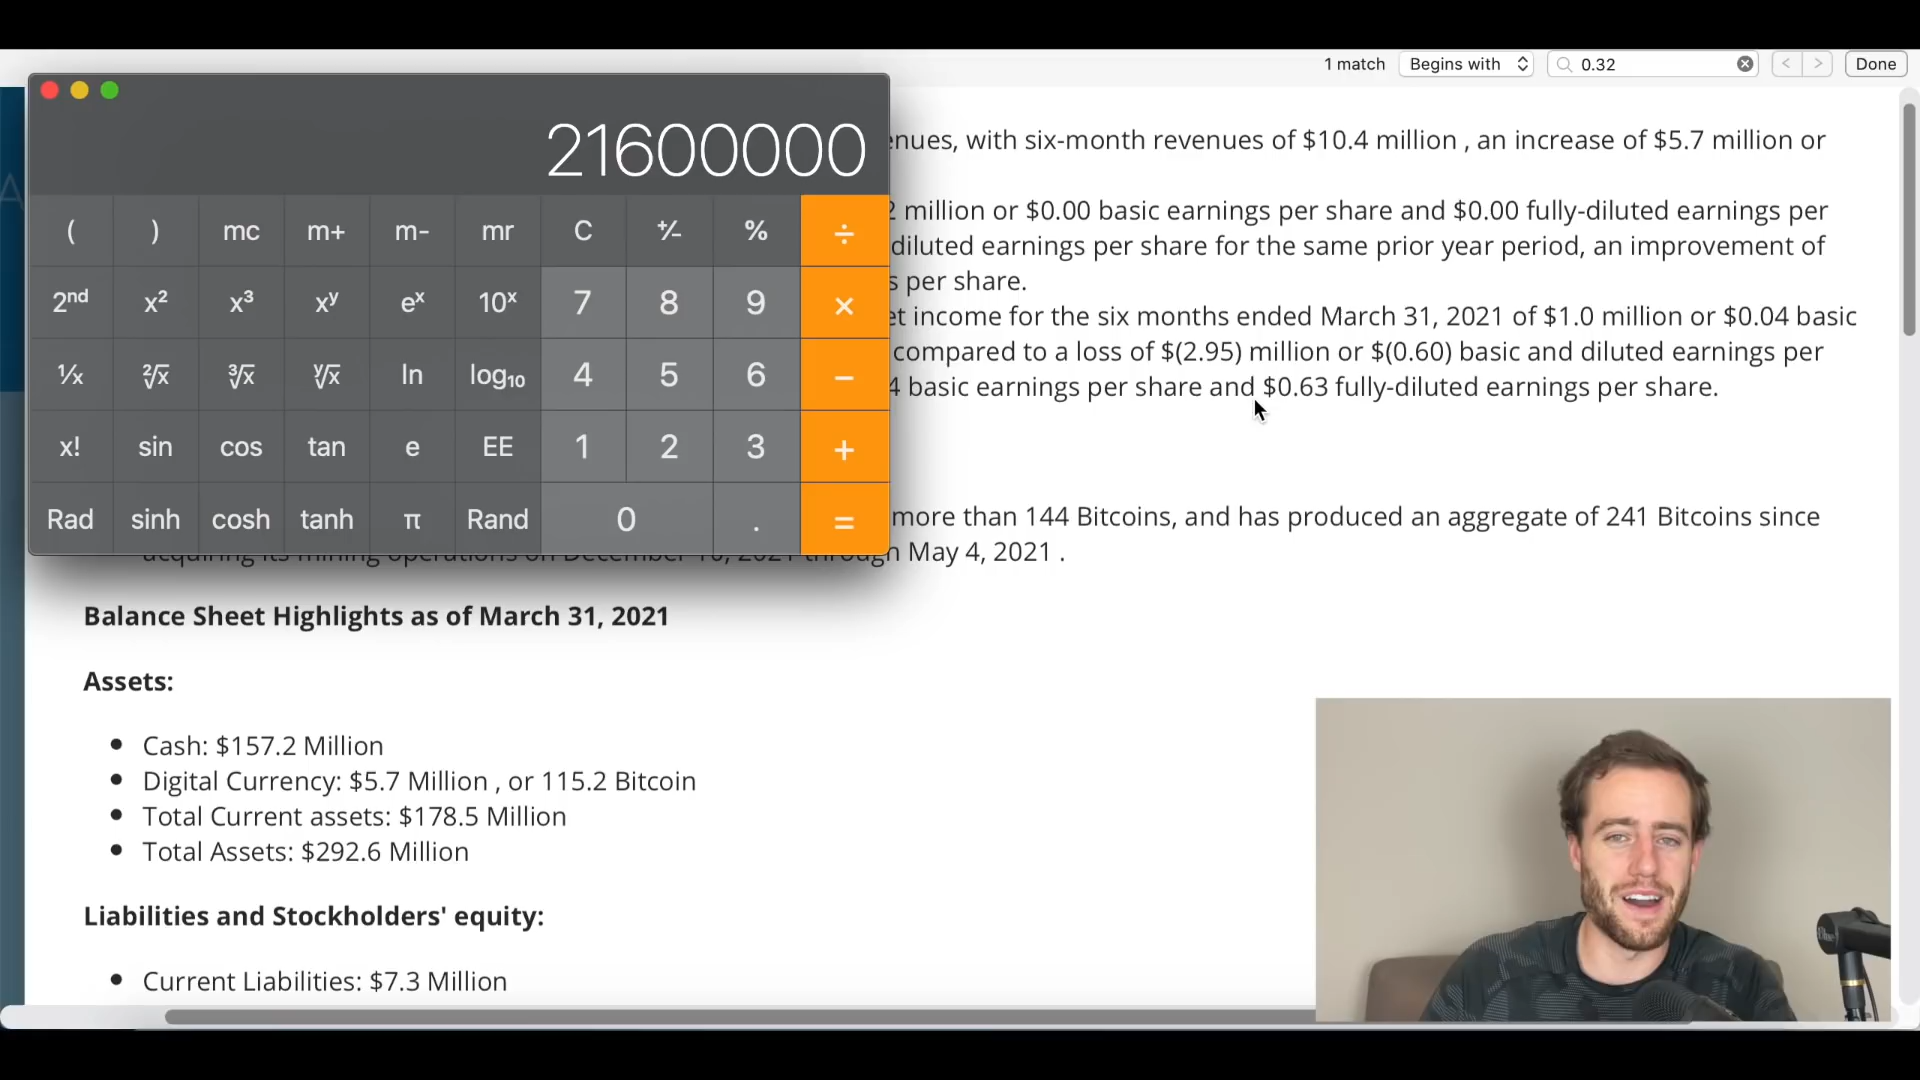 1 match Begins with 0.32 < > Done
21600000
( ) mc m+ m- mr C +/- % ÷
2nd x² x³ xʸ eˣ 10ˣ 7 8 9 ×
1/x ²√x ³√x ʸ√x ln log₁₀ 4 5 6 −
x! sin cos tan e EE 1 2 3 +
Rad sinh cosh tanh π Rand 0 . =
with six-month revenues of $10.4 million , an increase of $5.7 million or
million or $0.00 basic earnings per share and $0.00 fully-diluted earnings per
diluted earnings per share for the same prior year period, an improvement of
per share.
income for the six months ended March 31, 2021 of $1.0 million or $0.04 basic
compared to a loss of $(2.95) million or $(0.60) basic and diluted earnings per
basic earnings per share and $0.63 fully-diluted earnings per share.
more than 144 Bitcoins, and has produced an aggregate of 241 Bitcoins since
acquiring its mining operations on December through May 4, 2021 .
Balance Sheet Highlights as of March 31, 2021
Assets:
• Cash: $157.2 Million
• Digital Currency: $5.7 Million , or 115.2 Bitcoin
• Total Current assets: $178.5 Million
• Total Assets: $292.6 Million
Liabilities and Stockholders' equity:
• Current Liabilities: $7.3 Million